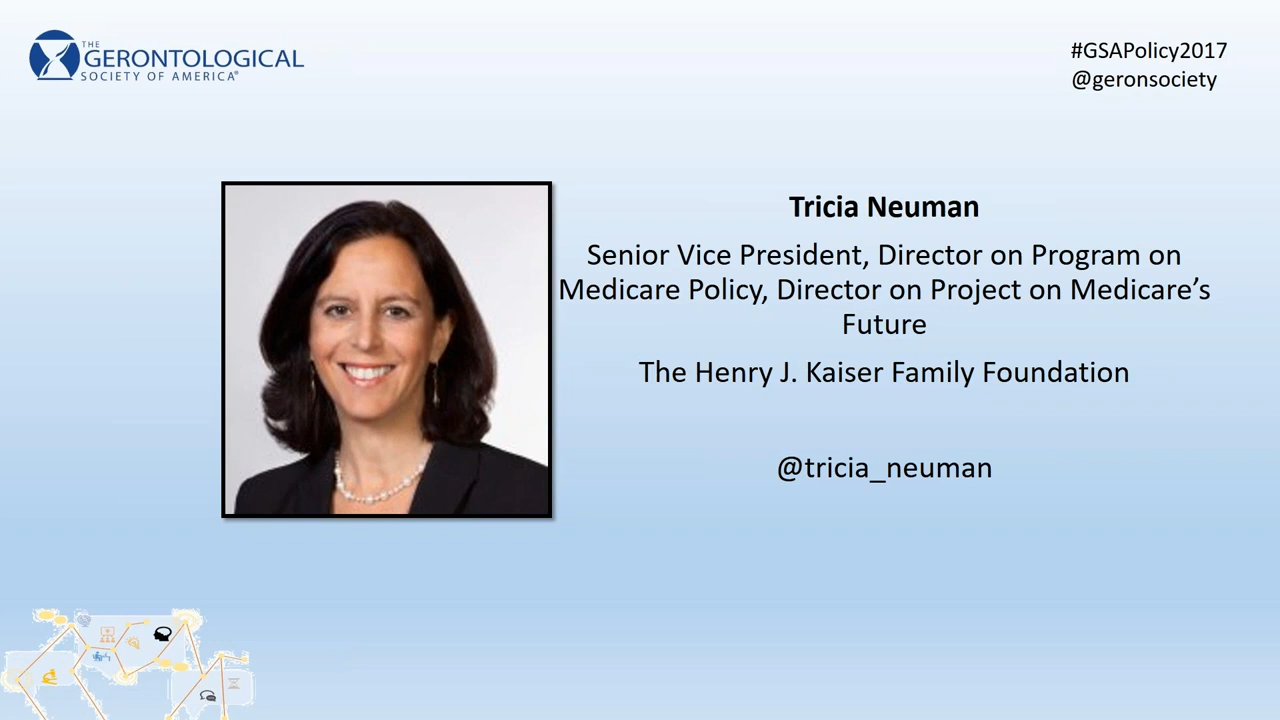 THE
GERONTOLOGICAL
SOCIETY OF AMERICA®
#GSAPolicy2017
@geronsociety
Tricia Neuman
Senior Vice President, Director on Program on
Medicare Policy, Director on Project on Medicare’s
Future
The Henry J. Kaiser Family Foundation
@tricia_neuman